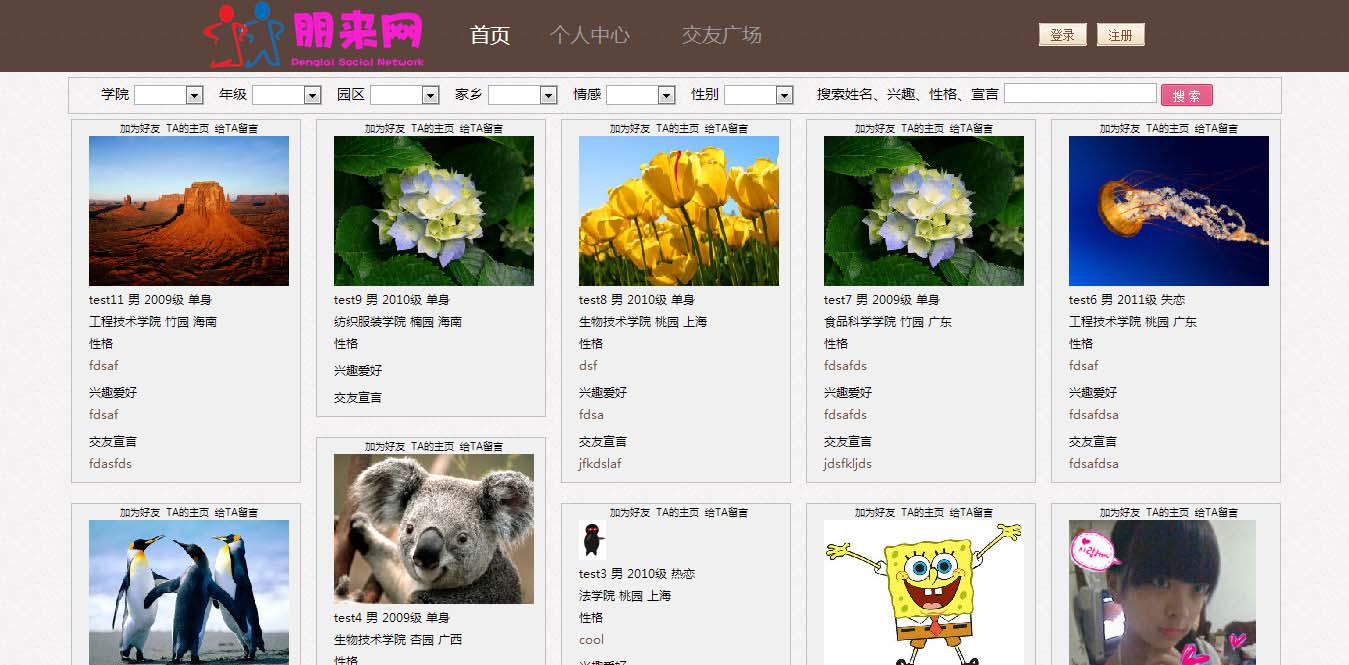 朋来网
Penglai Social Network
首页 个人中心 交友广场
登录 注册
学院 年级 园区 家乡 情感 性别 搜索姓名、兴趣、性格、宣言 搜 索
加为好友 TA的主页 给TA留言
test11 男 2009级 单身
工程技术学院 竹园 海南
性格
fdsaf
兴趣爱好
fdsaf
交友宣言
fdasfds
加为好友 TA的主页 给TA留言
test9 男 2010级 单身
纺织服装学院 楠园 海南
性格
兴趣爱好
交友宣言
加为好友 TA的主页 给TA留言
test8 男 2010级 单身
生物技术学院 桃园 上海
性格
dsf
兴趣爱好
fdsa
交友宣言
jfkdslaf
加为好友 TA的主页 给TA留言
test7 男 2009级 单身
食品科学学院 竹园 广东
性格
fdsafds
兴趣爱好
fdsafds
交友宣言
jdsfkljds
加为好友 TA的主页 给TA留言
test6 男 2011级 失恋
工程技术学院 桃园 广东
性格
fdsaf
兴趣爱好
fdsafdsa
交友宣言
fdsafdsa
加为好友 TA的主页 给TA留言
加为好友 TA的主页 给TA留言
test4 男 2009级 单身
生物技术学院 杏园 广西
性格
加为好友 TA的主页 给TA留言
test3 男 2010级 热恋
法学院 桃园 上海
性格
cool
兴趣爱好
加为好友 TA的主页 给TA留言
加为好友 TA的主页 给TA留言